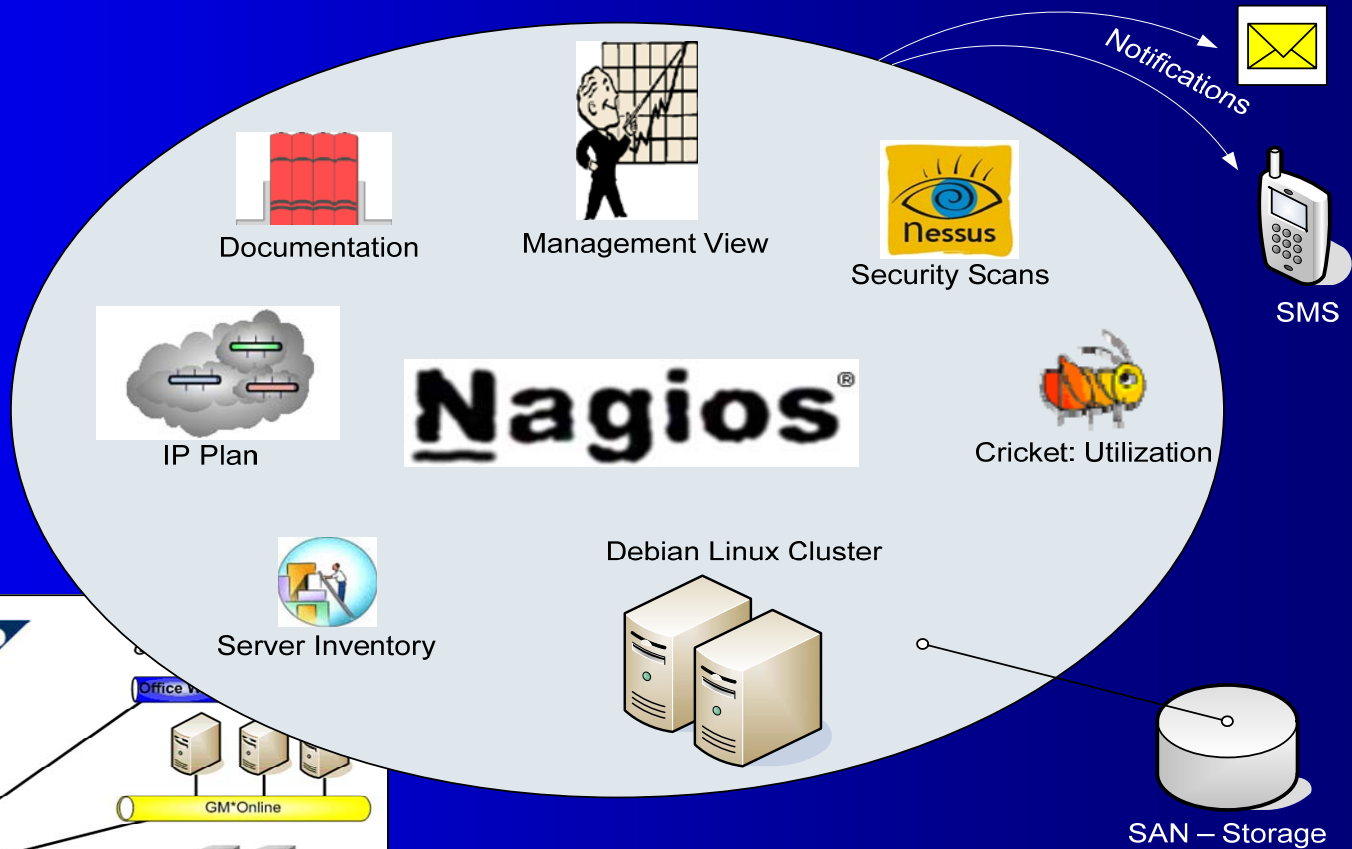 Notifications
Documentation
Management View
nessus
Security Scans
SMS
IP Plan
Nagios®
Cricket: Utilization
Debian Linux Cluster
Server Inventory
Office
GM*Online
SAN – Storage